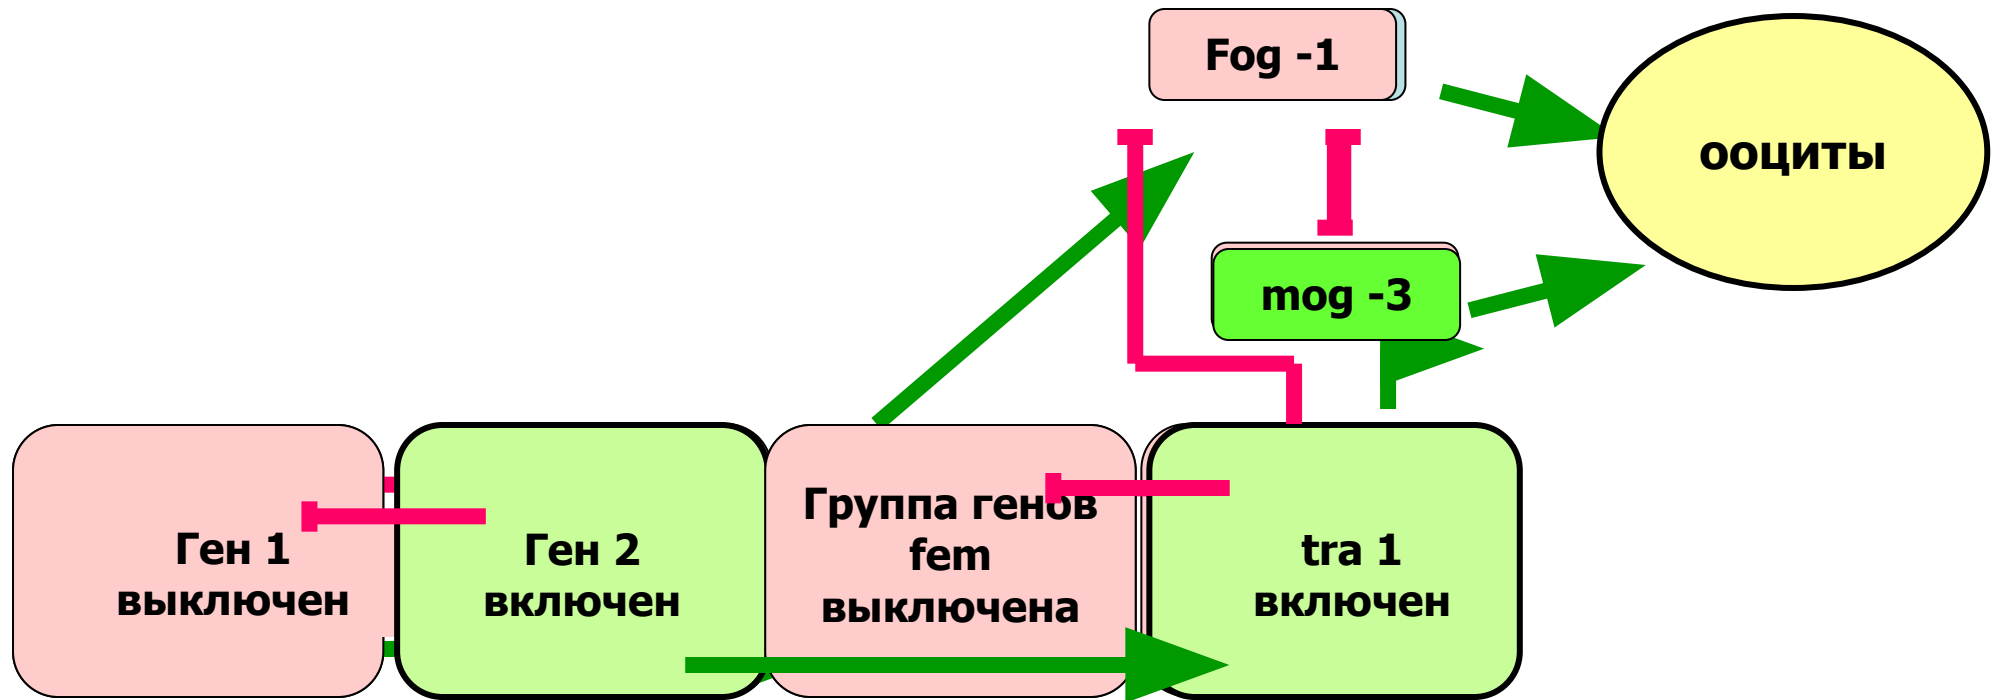 Fog -1
ооциты
mog -3
Ген 1
выключен
Ген 2
включен
Группа генов
fem
выключена
tra 1
включен